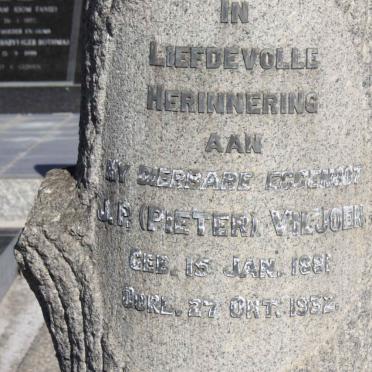 IN
LIEFDEVOLLE
HERINNERING
AAN
MY DIERBARE EGGENOOT
J.P. (PIETER) VILJOEN
GEB. 15 JAN. 1881
OORL. 27 OKT. 1952